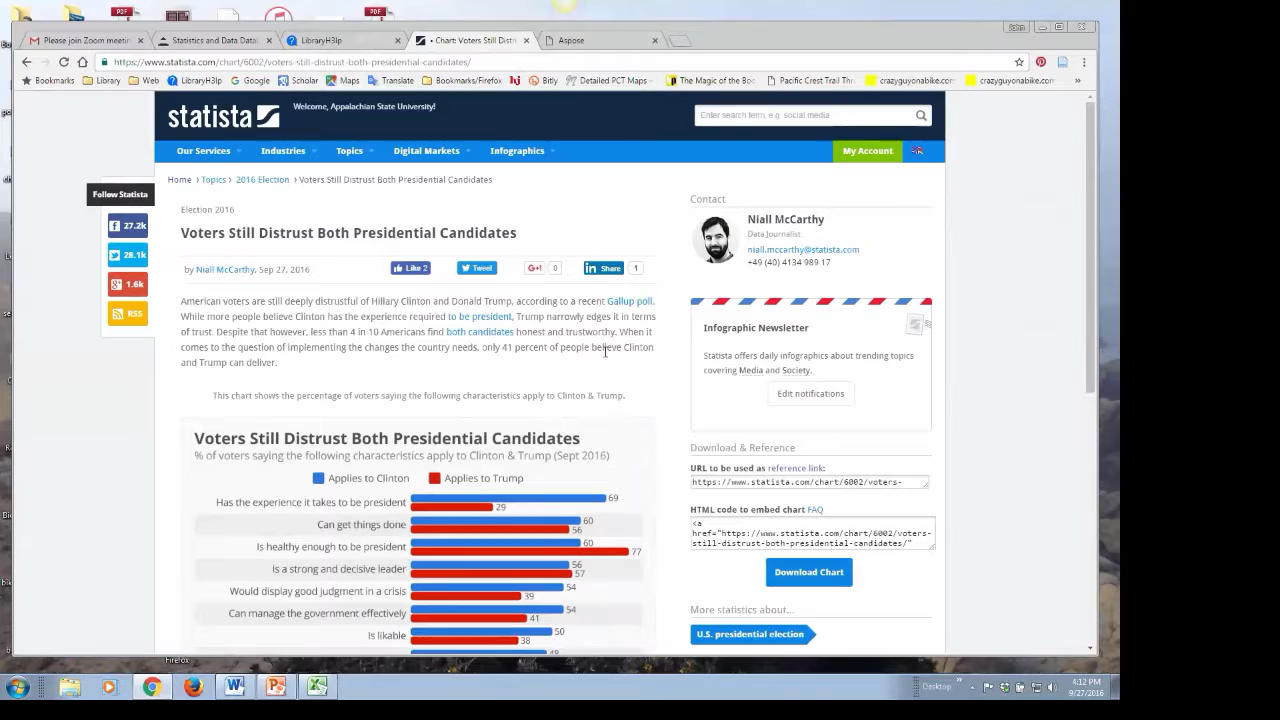 PDF
PDF
John
Please join Zoom meetin
Statistics and Data Datab
LibraryH3lp
• Chart: Voters Still Distr
Aspose
https://www.statista.com/chart/6002/voters-still-distrust-both-presidential-candidates/
Bookmarks
Library
Web
LibraryH3lp
Google
Scholar
Maps
Translate
Bookmarks/Firefox
Bitly
Detailed PCT Maps -
The Magic of the Boo
Pacific Crest Trail Thr
crazyguyonabike.com
crazyguyonabike.com
statista
Welcome, Appalachian State University!
Enter search term, e.g. social media
Our Services
Industries
Topics
Digital Markets
Infographics
My Account
Home › Topics › 2016 Election › Voters Still Distrust Both Presidential Candidates
Follow Statista
27.2k
28.1k
1.6k
RSS
Election 2016
Voters Still Distrust Both Presidential Candidates
by Niall McCarthy, Sep 27, 2016
Like 2
Tweet
G+1
0
in Share
1
American voters are still deeply distrustful of Hillary Clinton and Donald Trump, according to a recent Gallup poll.
While more people believe Clinton has the experience required to be president, Trump narrowly edges it in terms
of trust. Despite that however, less than 4 in 10 Americans find both candidates honest and trustworthy. When it
comes to the question of implementing the changes the country needs, only 41 percent of people believe Clinton
and Trump can deliver.
This chart shows the percentage of voters saying the following characteristics apply to Clinton & Trump.
Voters Still Distrust Both Presidential Candidates
% of voters saying the following characteristics apply to Clinton & Trump (Sept 2016)
Applies to Clinton
Applies to Trump
Has the experience it takes to be president
69
29
Can get things done
60
56
Is healthy enough to be president
60
77
Is a strong and decisive leader
56
57
Would display good judgment in a crisis
54
39
Can manage the government effectively
54
41
Is likable
50
38
Contact
Niall McCarthy
Data Journalist
niall.mccarthy@statista.com
+49 (40) 4134 989 17
Infographic Newsletter
Statista offers daily infographics about trending topics
covering Media and Society.
Edit notifications
Download & Reference
URL to be used as reference link:
https://www.statista.com/chart/6002/voters-
HTML code to embed chart FAQ
<a
href="https://www.statista.com/chart/6002/voters-
still-distrust-both-presidential-candidates/"
Download Chart
More statistics about...
U.S. presidential election
Firefox
Desktop
4:12 PM
9/27/2016